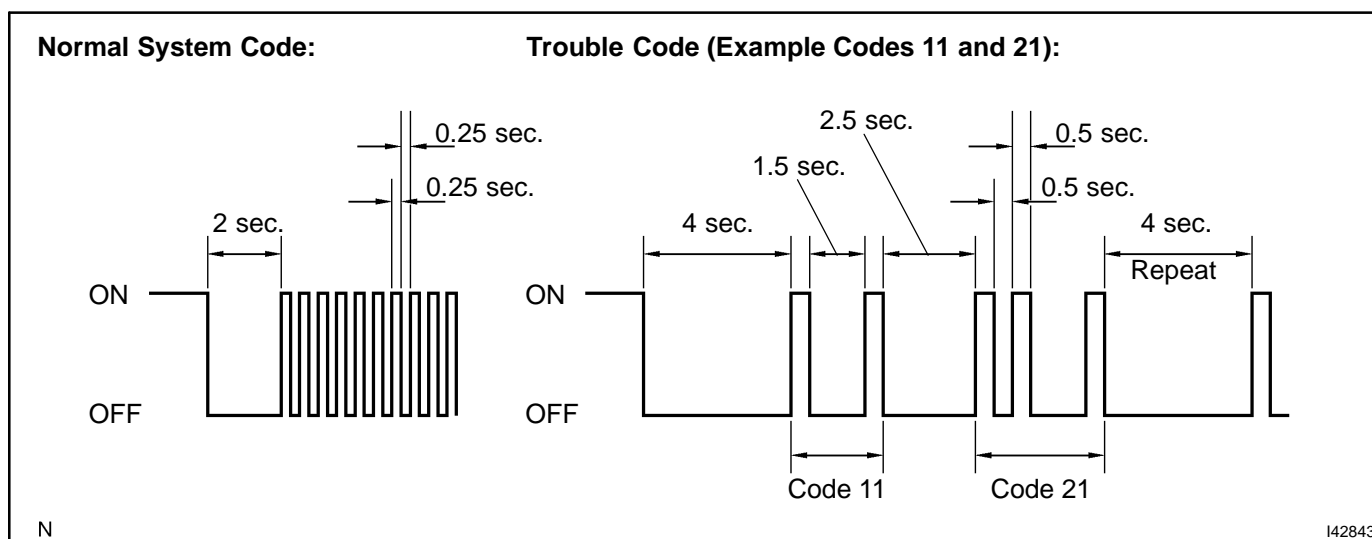 Normal System Code:
Trouble Code (Example Codes 11 and 21):
0.25 sec.
0.25 sec.
2 sec.
ON
OFF
2.5 sec.
0.5 sec.
1.5 sec.
0.5 sec.
4 sec.
4 sec.
Repeat
ON
OFF
Code 11
Code 21
N
I42843